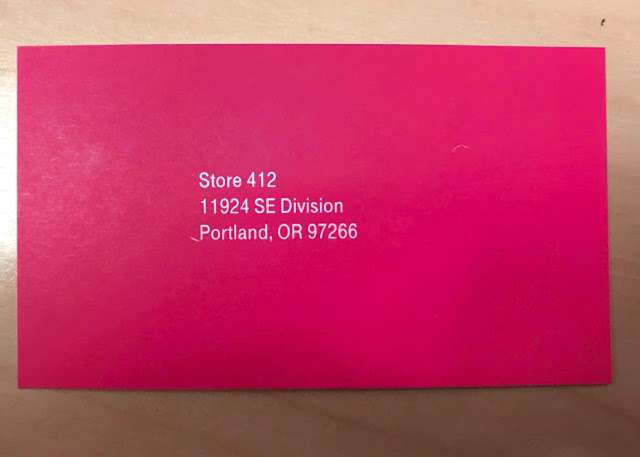 Store 412
11924 SE Division
Portland, OR 97266